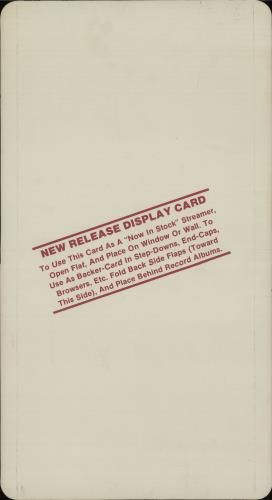 NEW RELEASE DISPLAY CARD
To Use This Card As A "Now In Stock" Streamer,
Open Flat, And Place On Window Or Wall. To
Use As Backer-Card In Step-Downs, End-Caps,
Browsers, Etc. Fold Back Side Flaps (Toward
This Side), And Place Behind Record Albums.